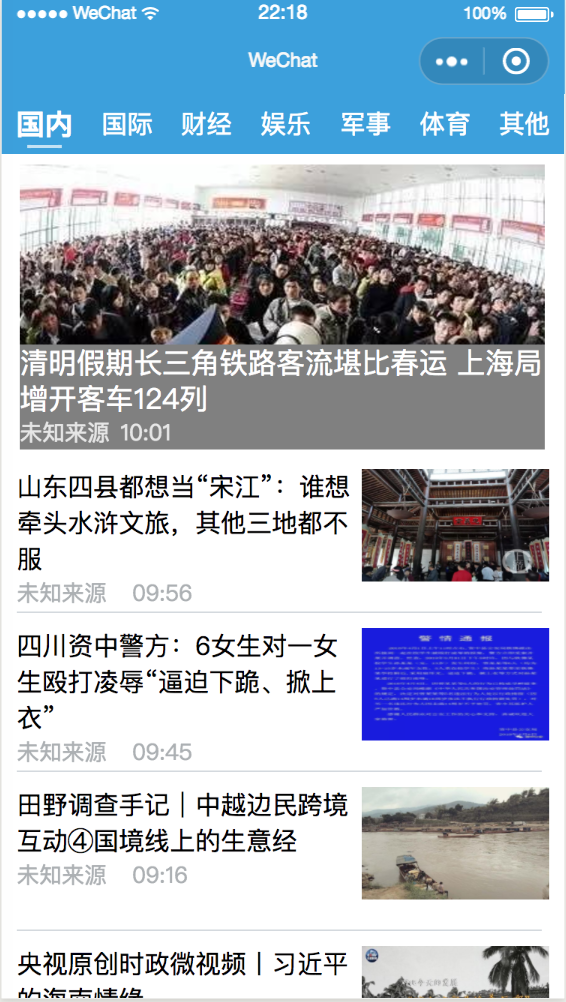 WeChat
22:18
100%
WeChat
国内 国际 财经 娱乐 军事 体育 其他
清明假期长三角铁路客流堪比春运 上海局
增开客车124列
未知来源 10:01
山东四县都想当“宋江”：谁想
牵头水浒文旅，其他三地都不
服
未知来源 09:56
四川资中警方：6女生对一女
生殴打凌辱“逼迫下跪、掀上
衣”
未知来源 09:45
警情通报
田野调查手记｜中越边民跨境
互动④国境线上的生意经
未知来源 09:16
央视原创时政微视频丨习近平
的海南情缘